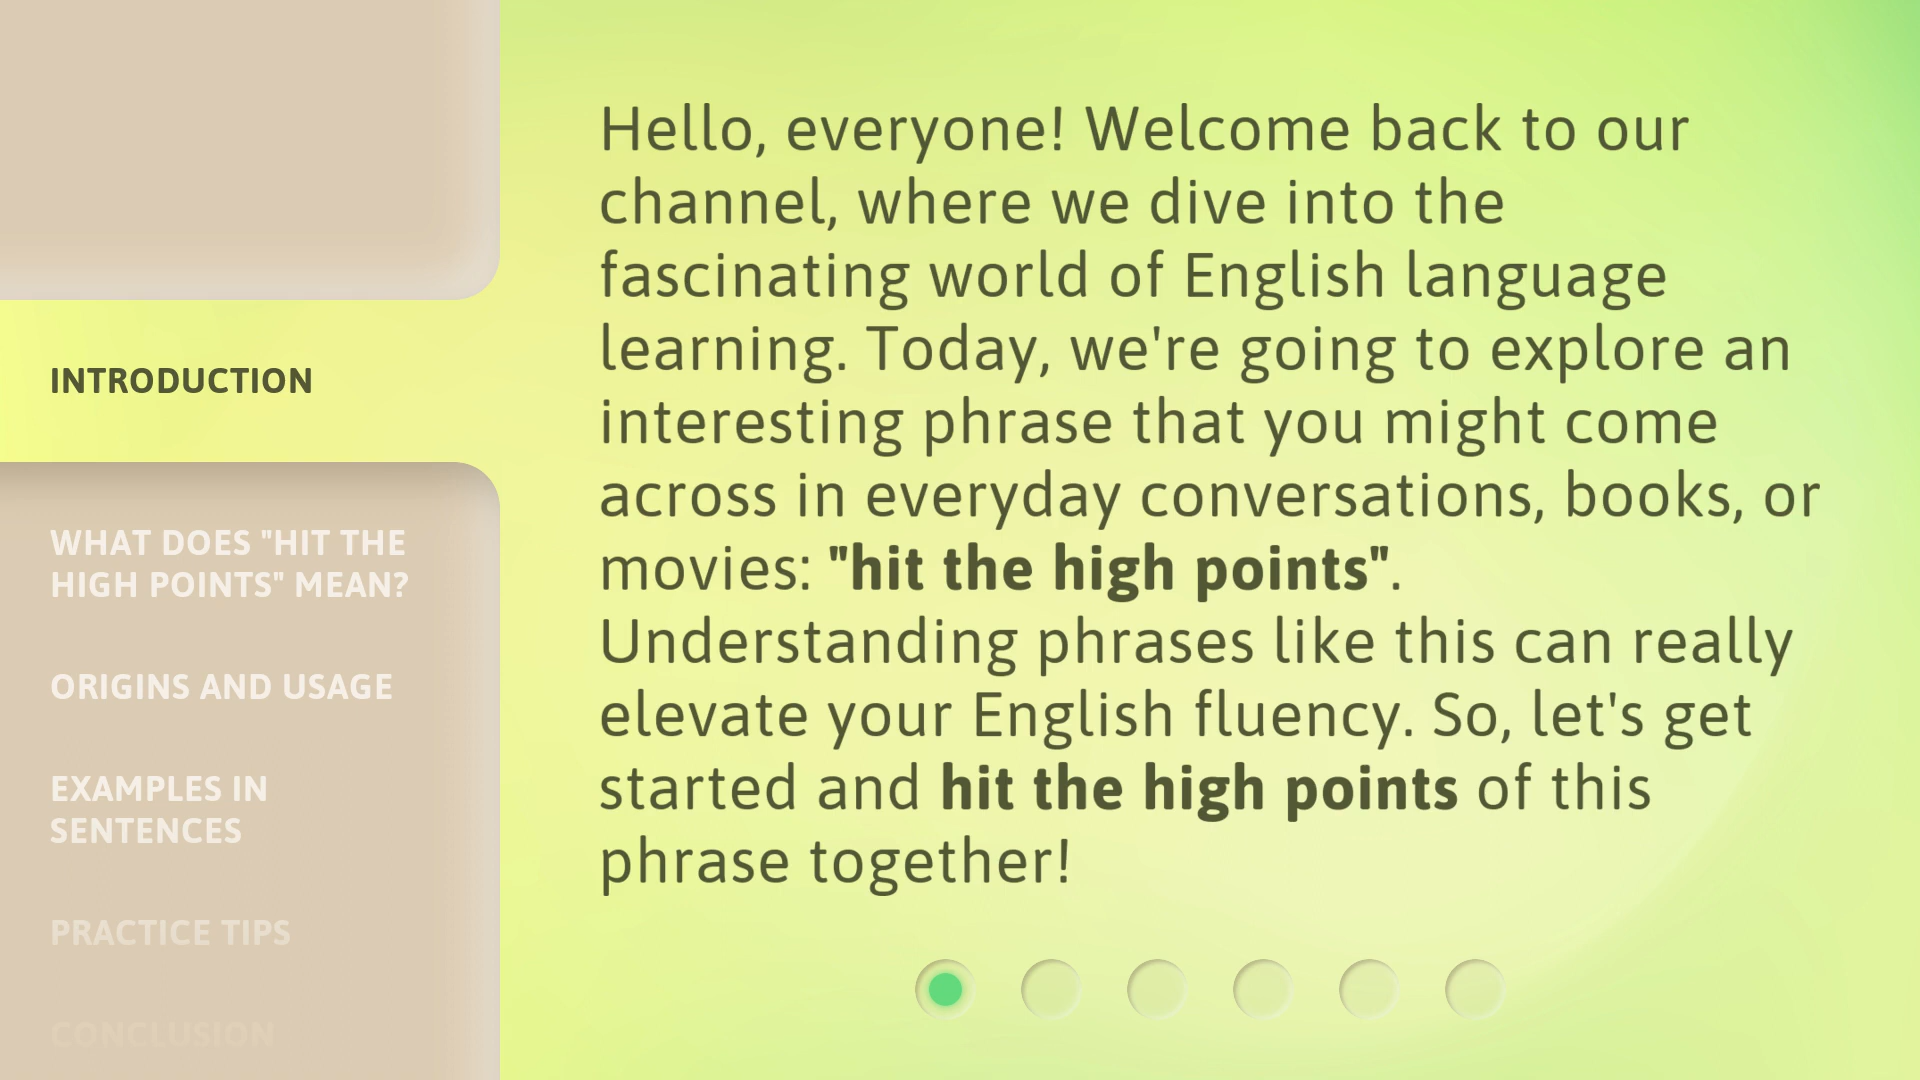 INTRODUCTION
WHAT DOES "HIT THE
HIGH POINTS" MEAN?
ORIGINS AND USAGE
EXAMPLES IN
SENTENCES
PRACTICE TIPS
CONCLUSION
Hello, everyone! Welcome back to our
channel, where we dive into the
fascinating world of English language
learning. Today, we're going to explore an
interesting phrase that you might come
across in everyday conversations, books, or
movies: "hit the high points".
Understanding phrases like this can really
elevate your English fluency. So, let's get
started and hit the high points of this
phrase together!